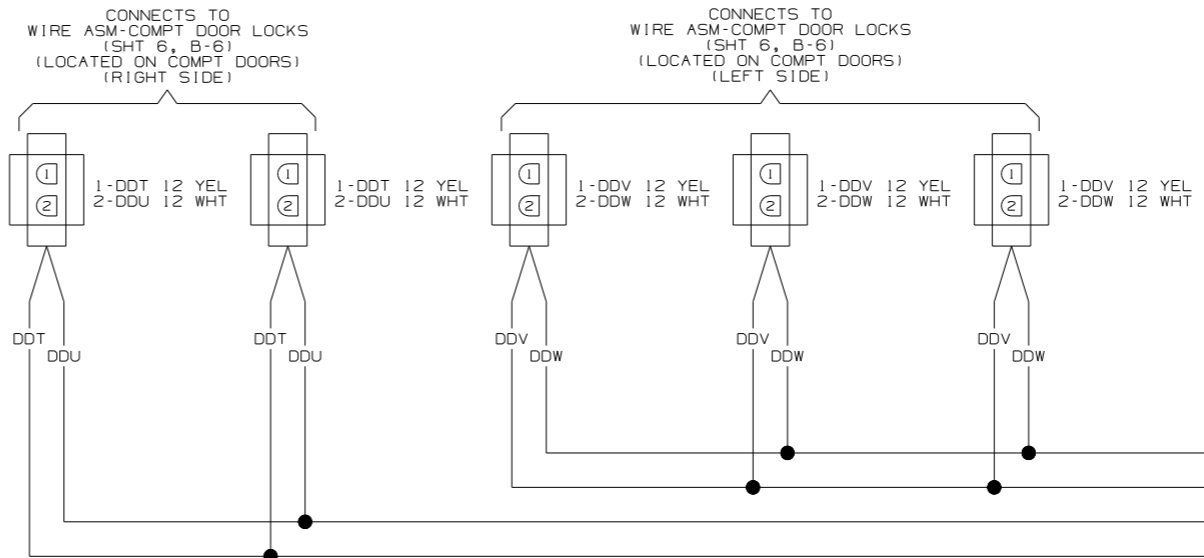 CONNECTS TO
WIRE ASM-COMPT DOOR LOCKS
(SHT 6, B-6)
(LOCATED ON COMPT DOORS)
(RIGHT SIDE)
CONNECTS TO
WIRE ASM-COMPT DOOR LOCKS
(SHT 6, B-6)
(LOCATED ON COMPT DOORS)
(LEFT SIDE)
1
2
1-DDT 12 YEL
2-DDU 12 WHT
1
2
1-DDT 12 YEL
2-DDU 12 WHT
1
2
1-DDV 12 YEL
2-DDW 12 WHT
1
2
1-DDV 12 YEL
2-DDW 12 WHT
1
2
1-DDV 12 YEL
2-DDW 12 WHT
DDT
DDU
DDT
DDU
DDV
DDW
DDV
DDW
DDV
DDW